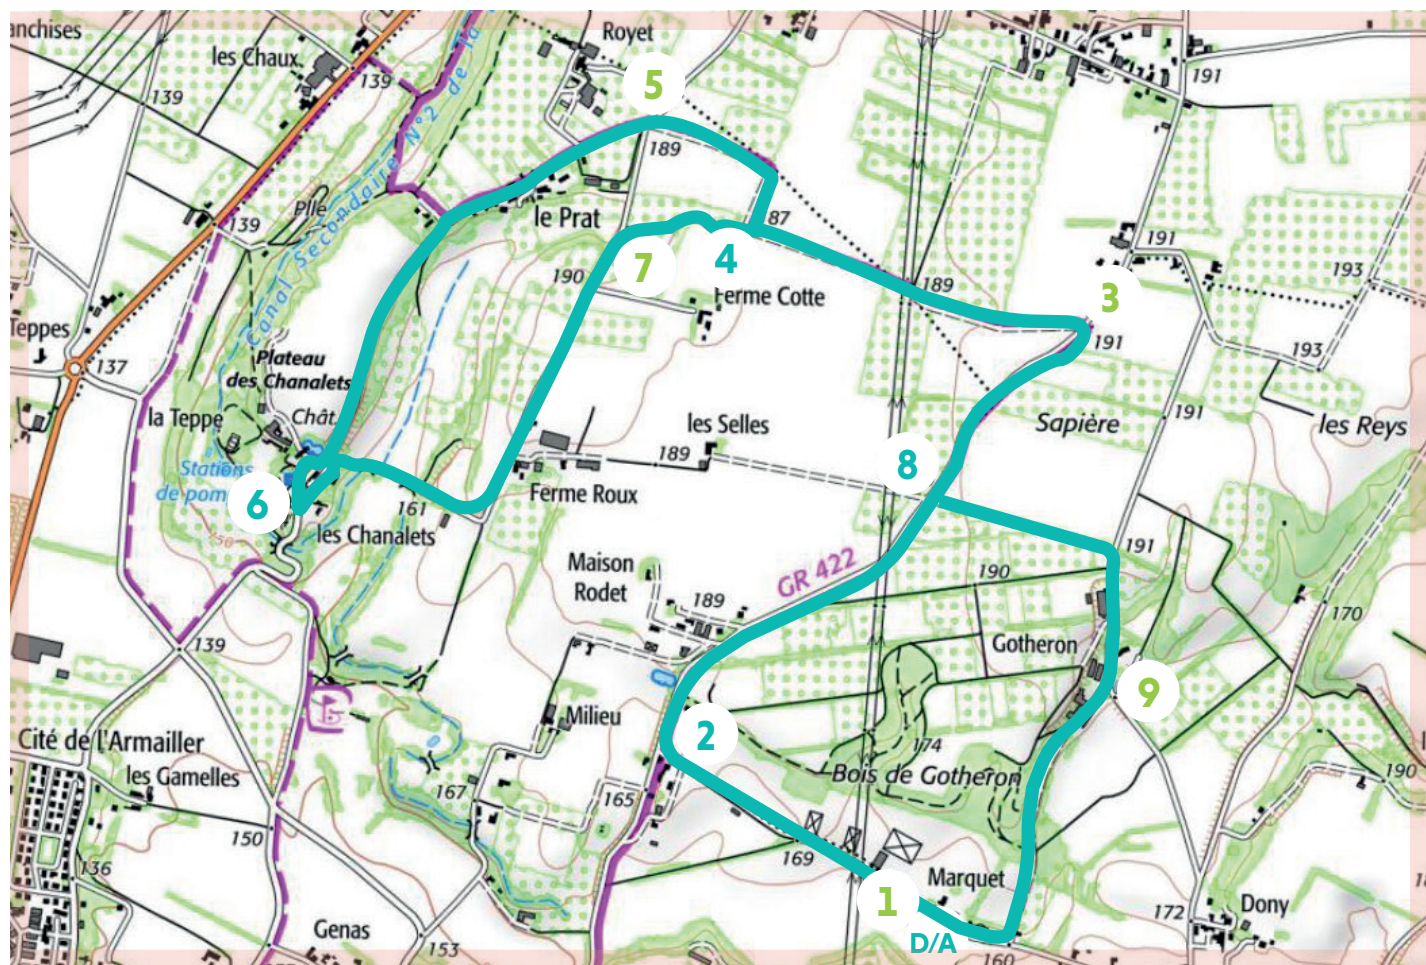 anchises
les Chaux
139
139
Royet
5
191
Canal Secondaire N°2 de la
189
Plle
139
le Prat
87
4
7
190
Ferme Cotte
189
3
191
193
191
193
Teppes
137
Plateau
des Chanalets
la Teppe
Chât.
Stations
de pom
6
161
les Chanalets
les Selles
189
Ferme Roux
8
Sapière
191
les Reys
191
Maison
Rodet
189
GR 422
190
Gotheron
170
139
9
Milieu
2
174
Bois de Gotheron
190
Cité de l'Armailler
les Gamelles
167
165
150
136
169
Marquet
1
D/A
160
172
Dony
Genas
153